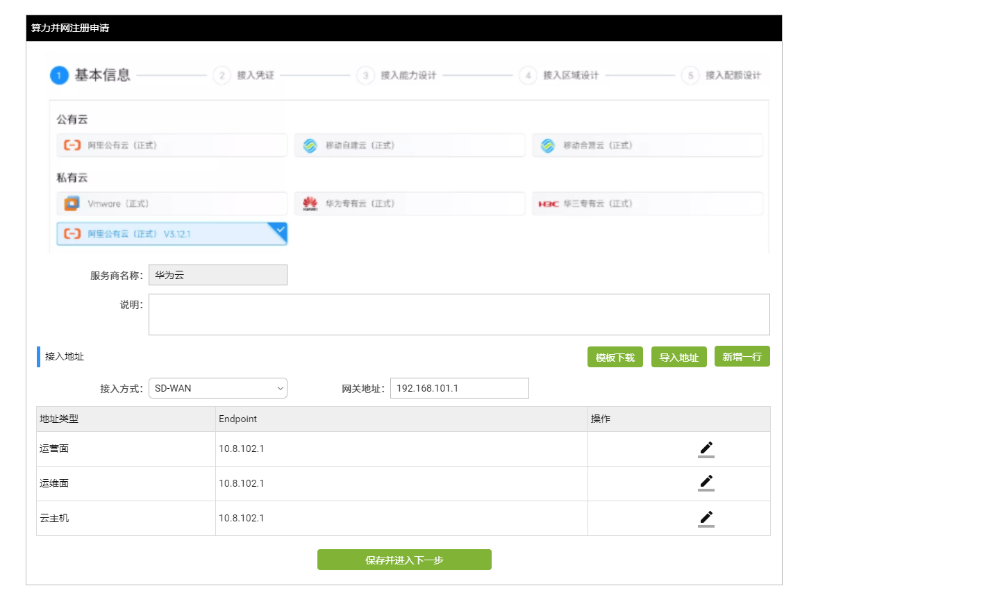 算力并网注册申请
1 基本信息 2 接入凭证 3 接入能力设计 4 接入区域设计 5 接入配额设计
公有云
阿里公有云（正式） 移动自建云（正式） 移动合营云（正式）
私有云
Vmware（正式） HUAWEI 华为专有云（正式） H3C 华三专有云（正式）
阿里公有云（正式） V3.12.1
服务商名称： 华为云
说明：
接入地址 模板下载 导入地址 新增一行
接入方式： SD-WAN 网关地址： 192.168.101.1
地址类型 Endpoint 操作
运营面 10.8.102.1
运维面 10.8.102.1
云主机 10.8.102.1
保存并进入下一步